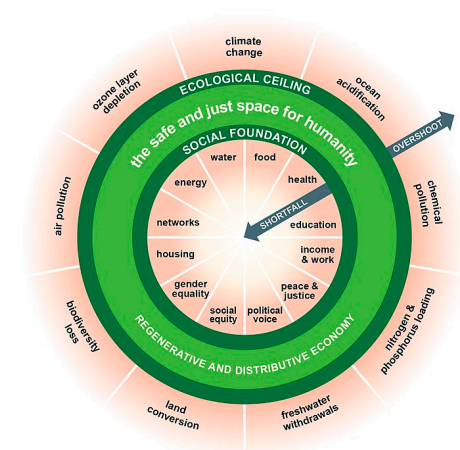 climate
change
ocean
acidification
chemical
pollution
nitrogen &
phosphorus loading
freshwater
withdrawals
land
conversion
biodiversity
loss
air pollution
ozone layer
depletion
ECOLOGICAL CEILING
the safe and just space for humanity
SOCIAL FOUNDATION
OVERSHOOT
SHORTFALL
water
food
health
education
income
& work
peace &
justice
political
voice
social
equity
gender
equality
housing
networks
energy
REGENERATIVE AND DISTRIBUTIVE ECONOMY